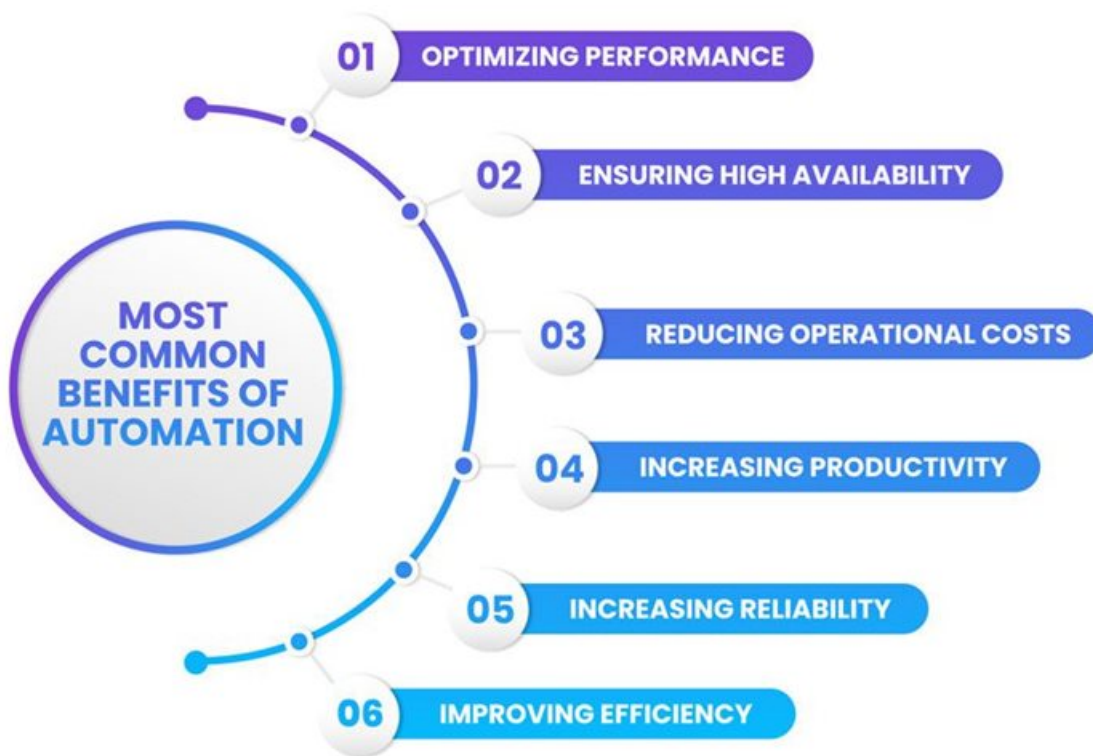 01 OPTIMIZING PERFORMANCE
02 ENSURING HIGH AVAILABILITY
MOST
COMMON
BENEFITS OF
AUTOMATION
03 REDUCING OPERATIONAL COSTS
04 INCREASING PRODUCTIVITY
05 INCREASING RELIABILITY
06 IMPROVING EFFICIENCY